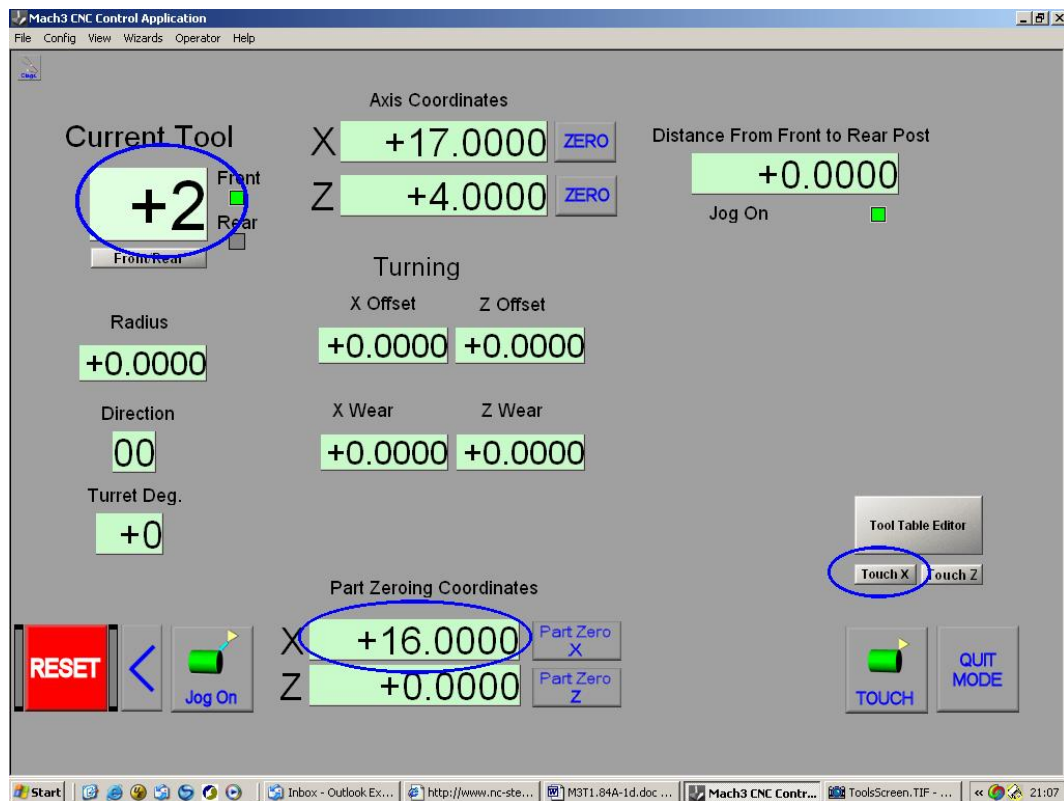 Mach3 CNC Control Application
File Config View Wizards Operator Help
Axis Coordinates
Current Tool
X +17.0000 ZERO
Distance From Front to Rear Post
+0.0000
Front
+2
Z +4.0000 ZERO
Rear
Jog On
Front/Rear
Turning
X Offset Z Offset
Radius
+0.0000 +0.0000
+0.0000
Direction
X Wear Z Wear
00
+0.0000 +0.0000
Turret Deg.
+0
Tool Table Editor
Touch X Touch Z
Part Zeroing Coordinates
X +16.0000 Part Zero X
Z +0.0000 Part Zero Z
RESET
<
Jog On
TOUCH
QUIT MODE
Start Inbox - Outlook Ex... http://www.nc-ste... M3T1.84A-1d.doc ... Mach3 CNC Contr... ToolsScreen.TIF - ... « 21:07